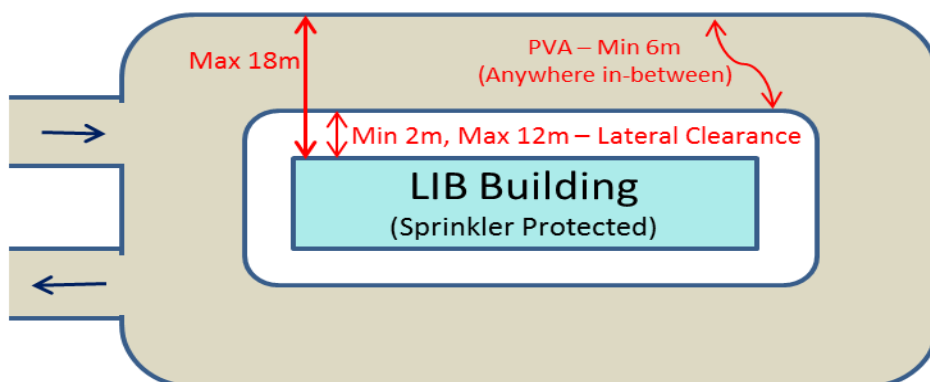 Max 18m
PVA – Min 6m
(Anywhere in-between)
Min 2m, Max 12m – Lateral Clearance
LIB Building
(Sprinkler Protected)